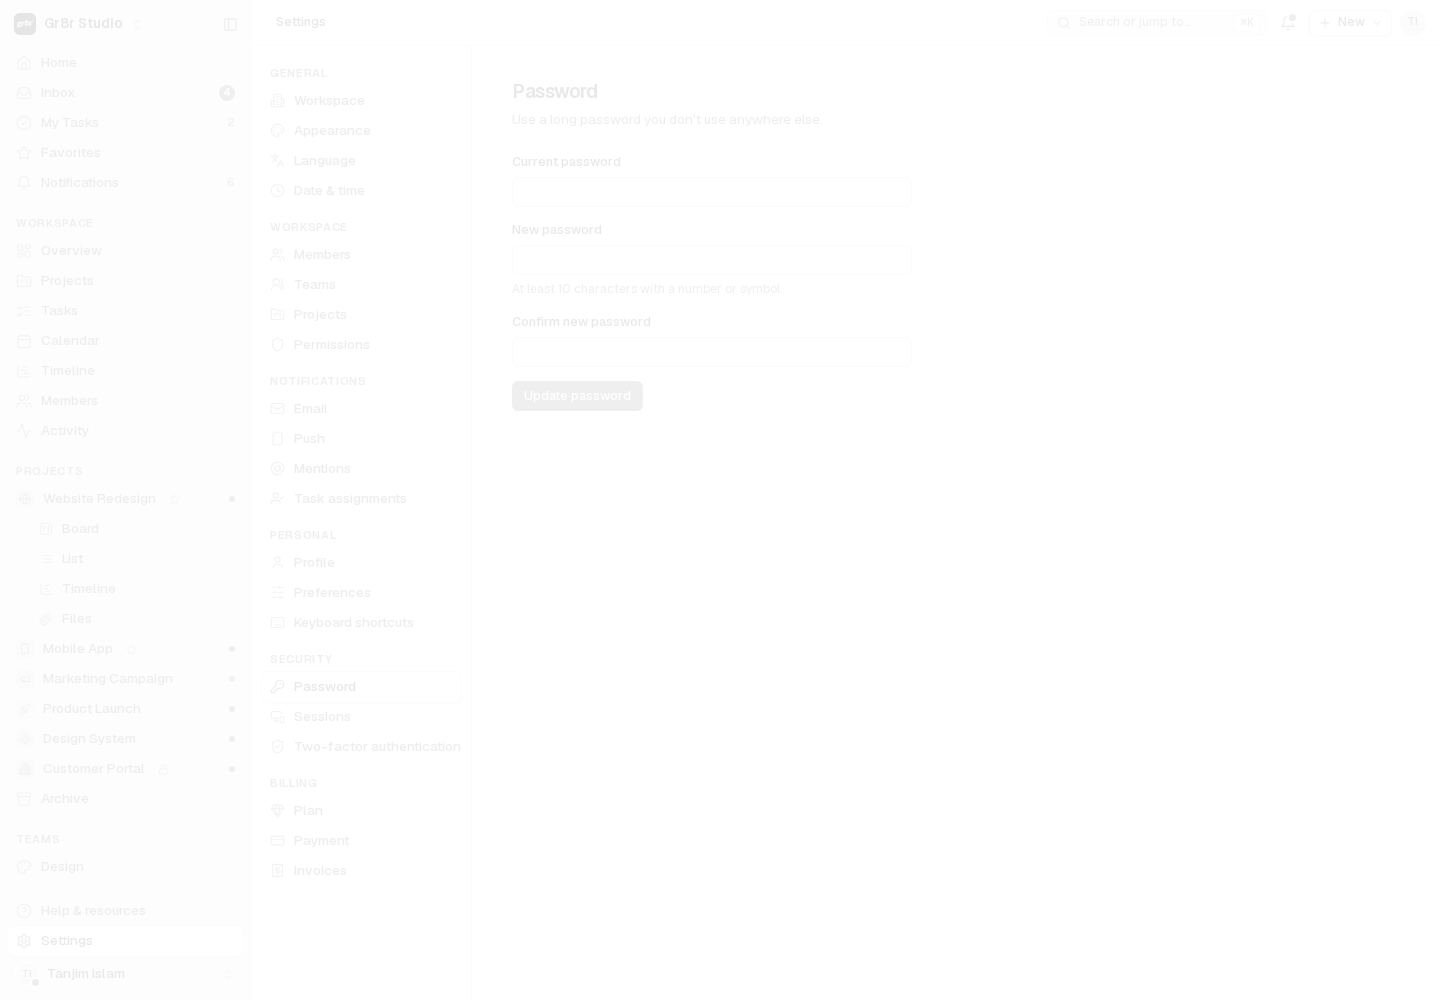 gr8r
Gr8r Studio
Settings
Search or jump to...
⌘K
New
TI
Home
Inbox
4
My Tasks
2
Favorites
Notifications
6
WORKSPACE
Overview
Projects
Tasks
Calendar
Timeline
Members
Activity
PROJECTS
Website Redesign
Board
List
Timeline
Files
Mobile App
Marketing Campaign
Product Launch
Design System
Customer Portal
Archive
TEAMS
Design
Help & resources
Settings
TI
Tanjim Islam
GENERAL
Workspace
Appearance
Language
Date & time
WORKSPACE
Members
Teams
Projects
Permissions
NOTIFICATIONS
Email
Push
Mentions
Task assignments
PERSONAL
Profile
Preferences
Keyboard shortcuts
SECURITY
Password
Sessions
Two-factor authentication
BILLING
Plan
Payment
Invoices
Password
Use a long password you don't use anywhere else.
Current password
New password
At least 10 characters with a number or symbol.
Confirm new password
Update password